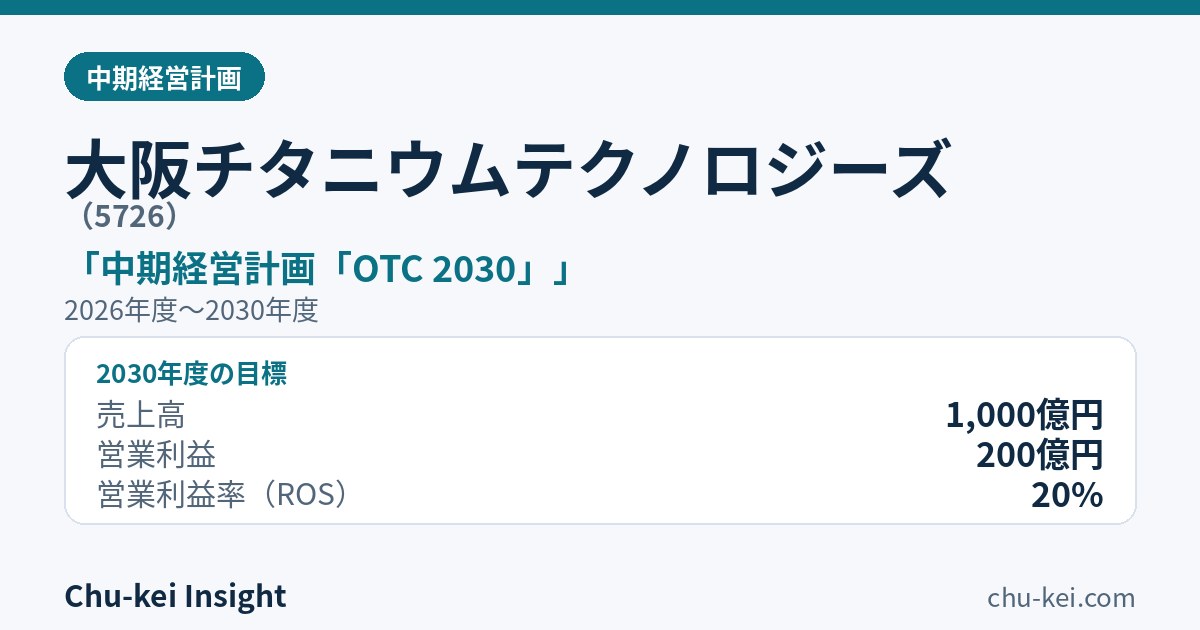 中期経営計画
大阪チタニウムテクノロジーズ
（5726）
「中期経営計画「OTC 2030」」
2026年度～2030年度
2030年度の目標
売上高 1,000億円
営業利益 200億円
営業利益率（ROS） 20%
Chu-kei Insight chu-kei.com